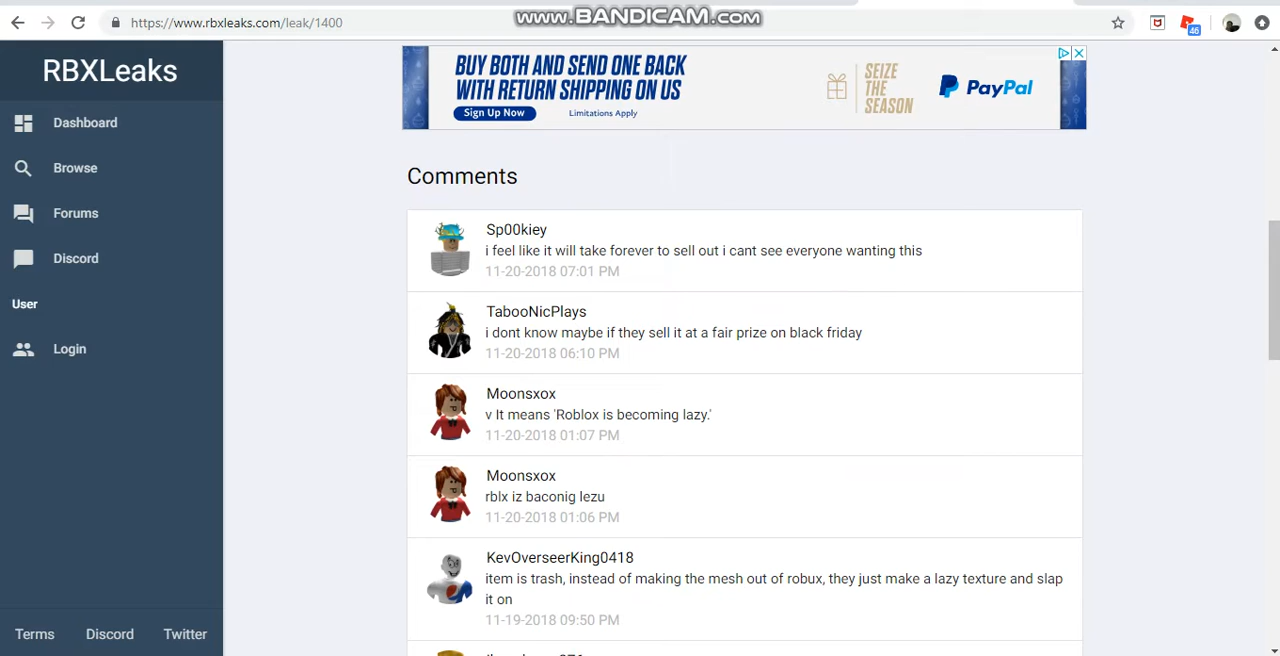 www.BANDICAM.COM
https://www.rbxleaks.com/leak/1400
46
RBXLeaks
Dashboard
Browse
Forums
Discord
User
Login
Terms Discord Twitter
BUY BOTH AND SEND ONE BACK
WITH RETURN SHIPPING ON US
Sign Up Now Limitations Apply
SEIZE
THE
SEASON
PayPal
Comments
Sp00kiey
i feel like it will take forever to sell out i cant see everyone wanting this
11-20-2018 07:01 PM
TabooNicPlays
i dont know maybe if they sell it at a fair prize on black friday
11-20-2018 06:10 PM
Moonsxox
v It means 'Roblox is becoming lazy.'
11-20-2018 01:07 PM
Moonsxox
rblx iz baconig lezu
11-20-2018 01:06 PM
KevOverseerKing0418
item is trash, instead of making the mesh out of robux, they just make a lazy texture and slap
it on
11-19-2018 09:50 PM